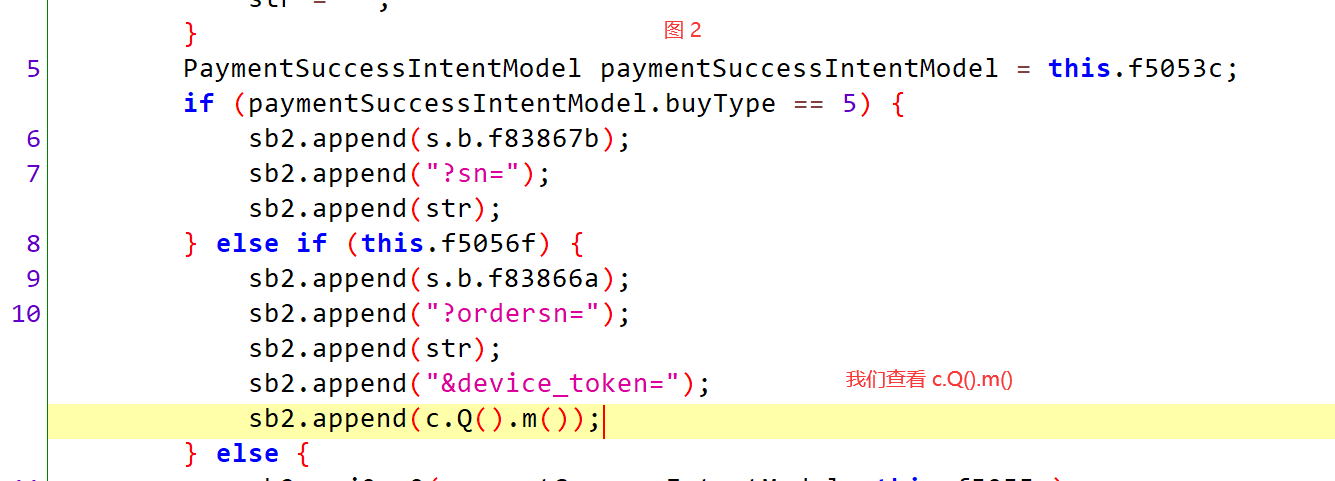 }
图 2
5 PaymentSuccessIntentModel paymentSuccessIntentModel = this.f5053c;
if (paymentSuccessIntentModel.buyType == 5) {
6 sb2.append(s.b.f83867b);
7 sb2.append("?sn=");
sb2.append(str);
8 } else if (this.f5056f) {
9 sb2.append(s.b.f83866a);
10 sb2.append("?ordersn=");
sb2.append(str);
sb2.append("&device_token=");
我们查看 c.Q().m()
sb2.append(c.Q().m());
} else {